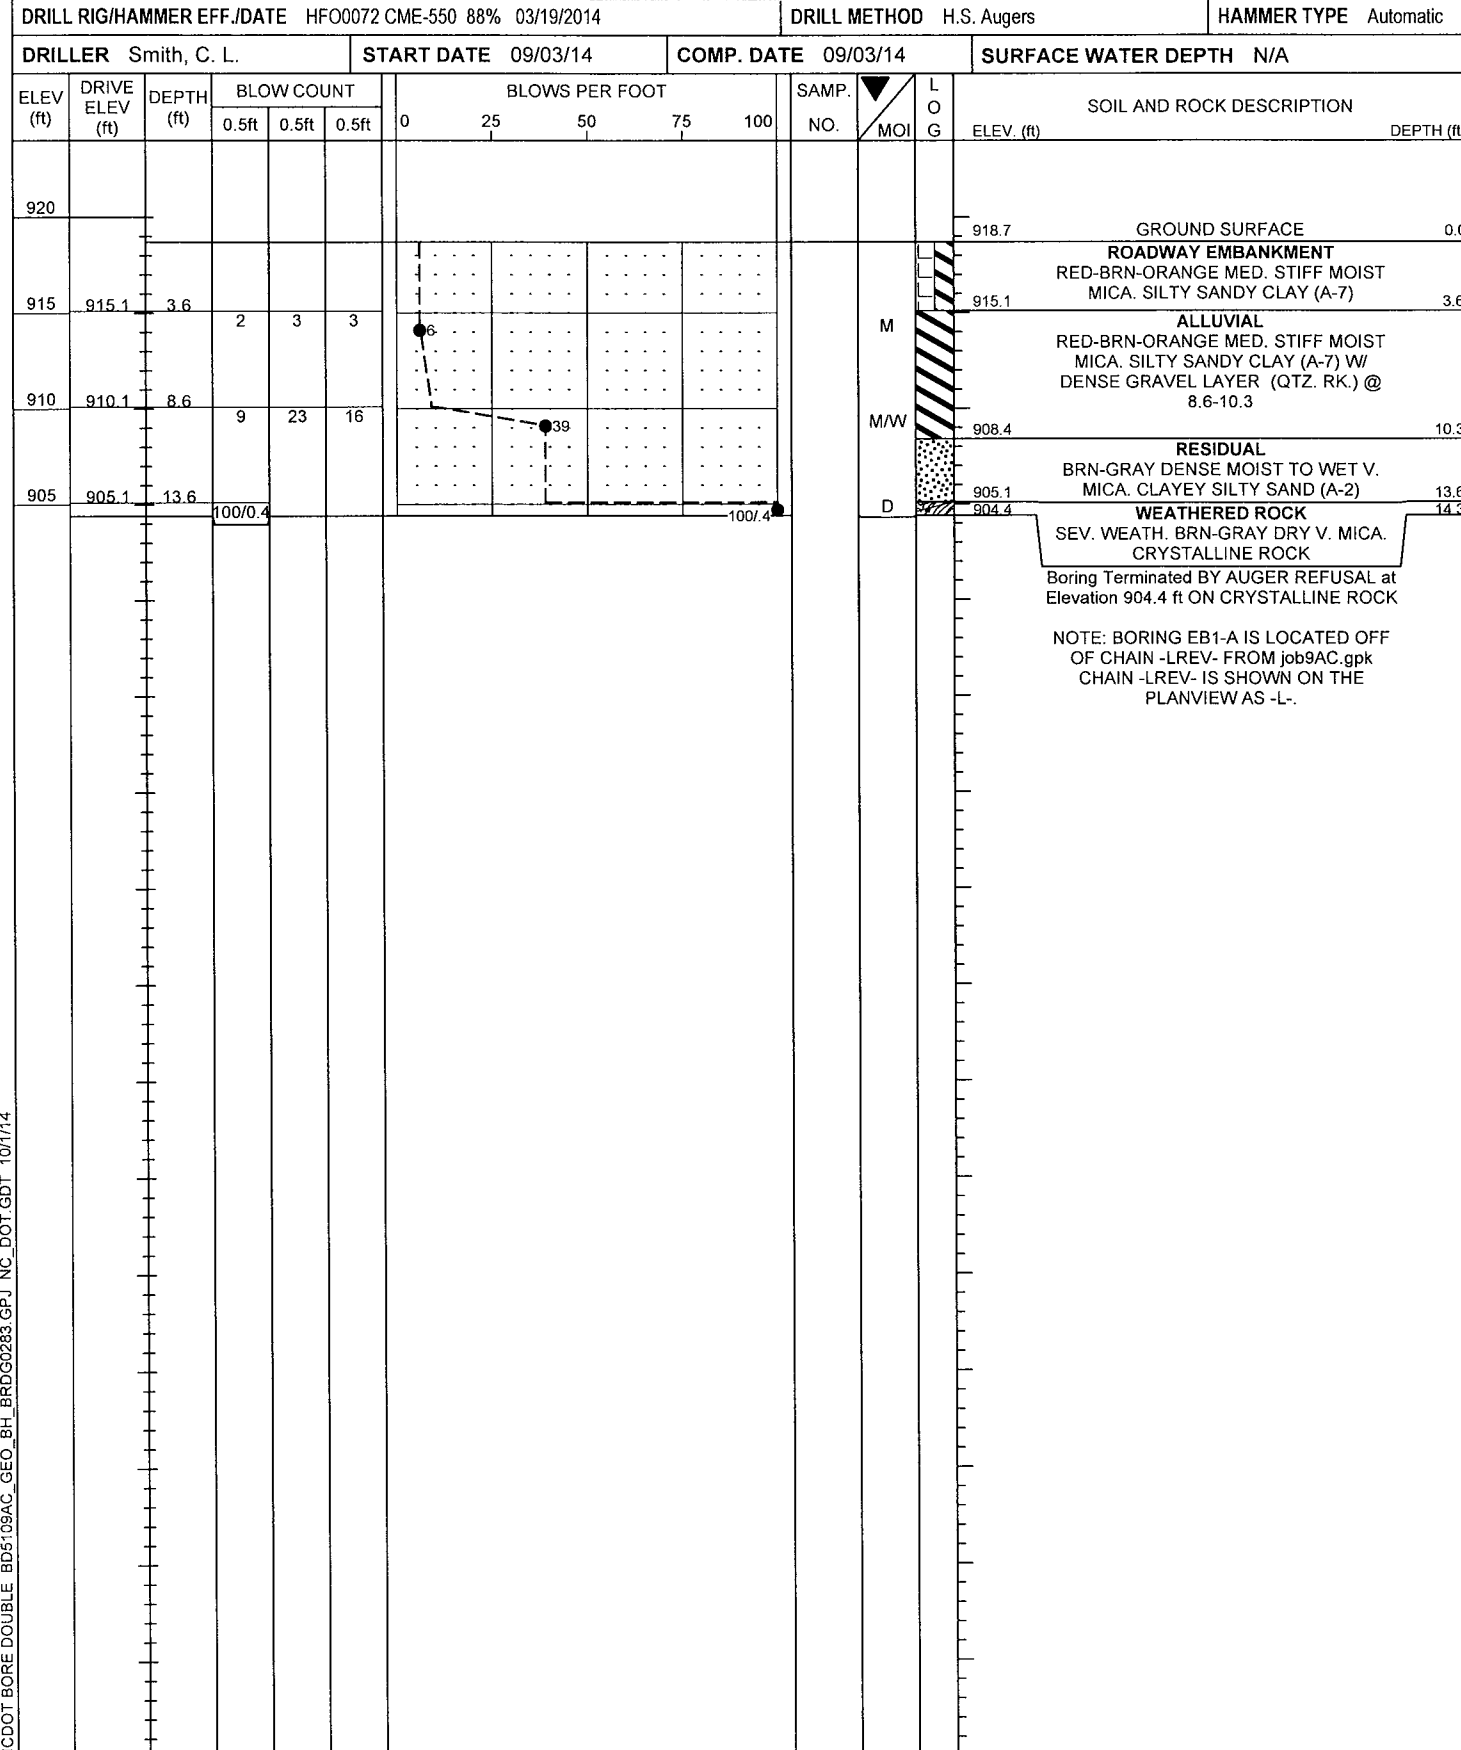 DRILL RIG/HAMMER EFF./DATE HFO0072 CME-550 88% 03/19/2014 DRILL METHOD H.S. Augers HAMMER TYPE Automatic
DRILLER Smith, C. L. START DATE 09/03/14 COMP. DATE 09/03/14 SURFACE WATER DEPTH N/A
ELEV (ft) DRIVE ELEV (ft) DEPTH (ft) BLOW COUNT BLOWS PER FOOT SAMP. NO. MOI LOG SOIL AND ROCK DESCRIPTION
0.5ft 0.5ft 0.5ft 0 25 50 75 100 ELEV. (ft) DEPTH (ft
920
918.7 GROUND SURFACE 0.0
ROADWAY EMBANKMENT
RED-BRN-ORANGE MED. STIFF MOIST
MICA. SILTY SANDY CLAY (A-7)
915 915.1 3.6 915.1 3.6
2 3 3 6 M
ALLUVIAL
RED-BRN-ORANGE MED. STIFF MOIST
MICA. SILTY SANDY CLAY (A-7) W/
DENSE GRAVEL LAYER (QTZ. RK.) @
8.6-10.3
910 910.1 8.6
9 23 16 39 M/W
908.4 10.3
RESIDUAL
BRN-GRAY DENSE MOIST TO WET V.
MICA. CLAYEY SILTY SAND (A-2)
905 905.1 13.6 905.1 13.6
100/0.4 100/.4 D
904.4 WEATHERED ROCK 14.3
SEV. WEATH. BRN-GRAY DRY V. MICA.
CRYSTALLINE ROCK
Boring Terminated BY AUGER REFUSAL at
Elevation 904.4 ft ON CRYSTALLINE ROCK
NOTE: BORING EB1-A IS LOCATED OFF
OF CHAIN -LREV- FROM job9AC.gpk
CHAIN -LREV- IS SHOWN ON THE
PLANVIEW AS -L-.
CDOT BORE DOUBLE BD5109AC_GEO_BH_BRDG0283.GPJ NC_DOT.GDT 10/1/14